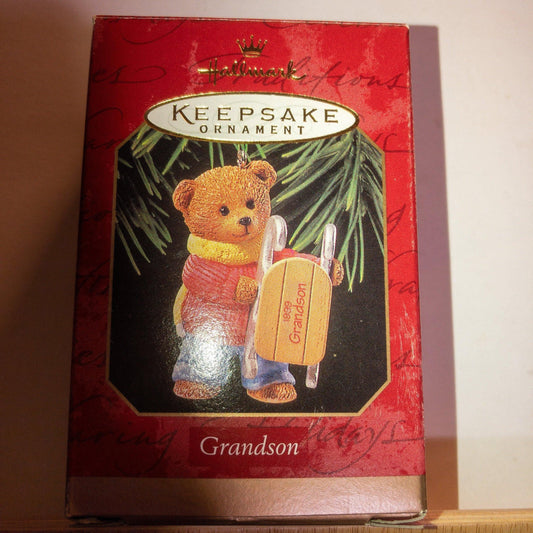 Hallmark
KEEPSAKE
ORNAMENT
1999
Grandson
Grandson